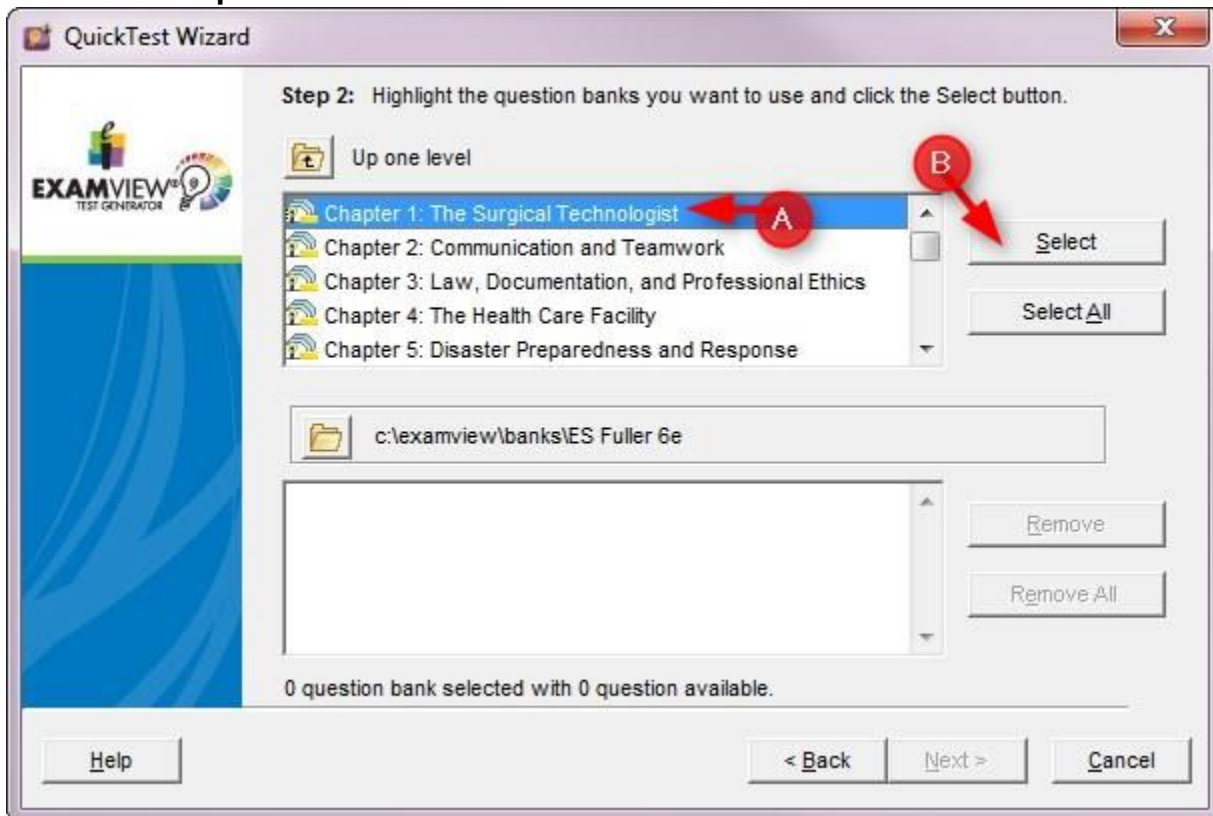 QuickTest Wizard
Step 2: Highlight the question banks you want to use and click the Select button.
EXAMVIEW®
TEST GENERATOR
Up one level
B
Chapter 1: The Surgical Technologist
A
Chapter 2: Communication and Teamwork
Select
Chapter 3: Law, Documentation, and Professional Ethics
Chapter 4: The Health Care Facility
Select All
Chapter 5: Disaster Preparedness and Response
c:\examview\banks\ES Fuller 6e
Remove
Remove All
0 question bank selected with 0 question available.
Help
< Back
Next >
Cancel